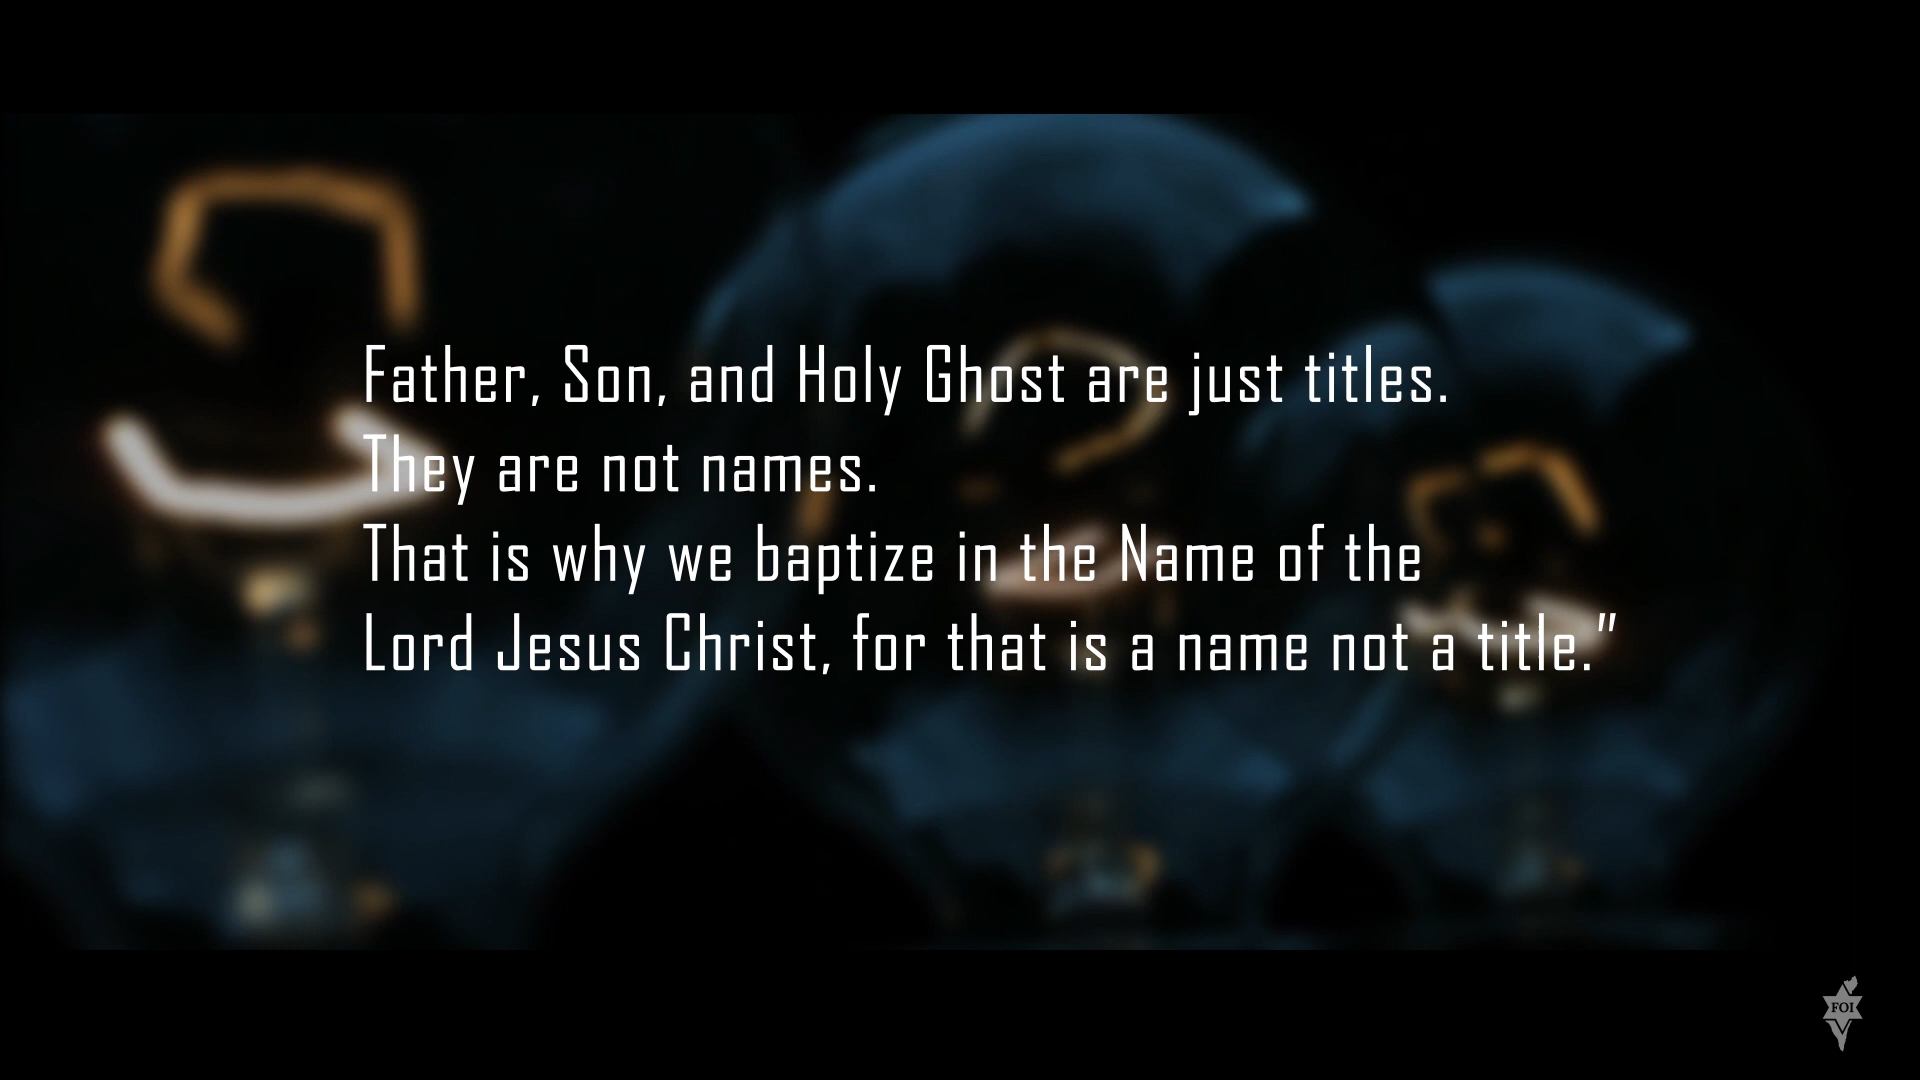 Father, Son, and Holy Ghost are just titles.
They are not names.
That is why we baptize in the Name of the
Lord Jesus Christ, for that is a name not a title."
FOI